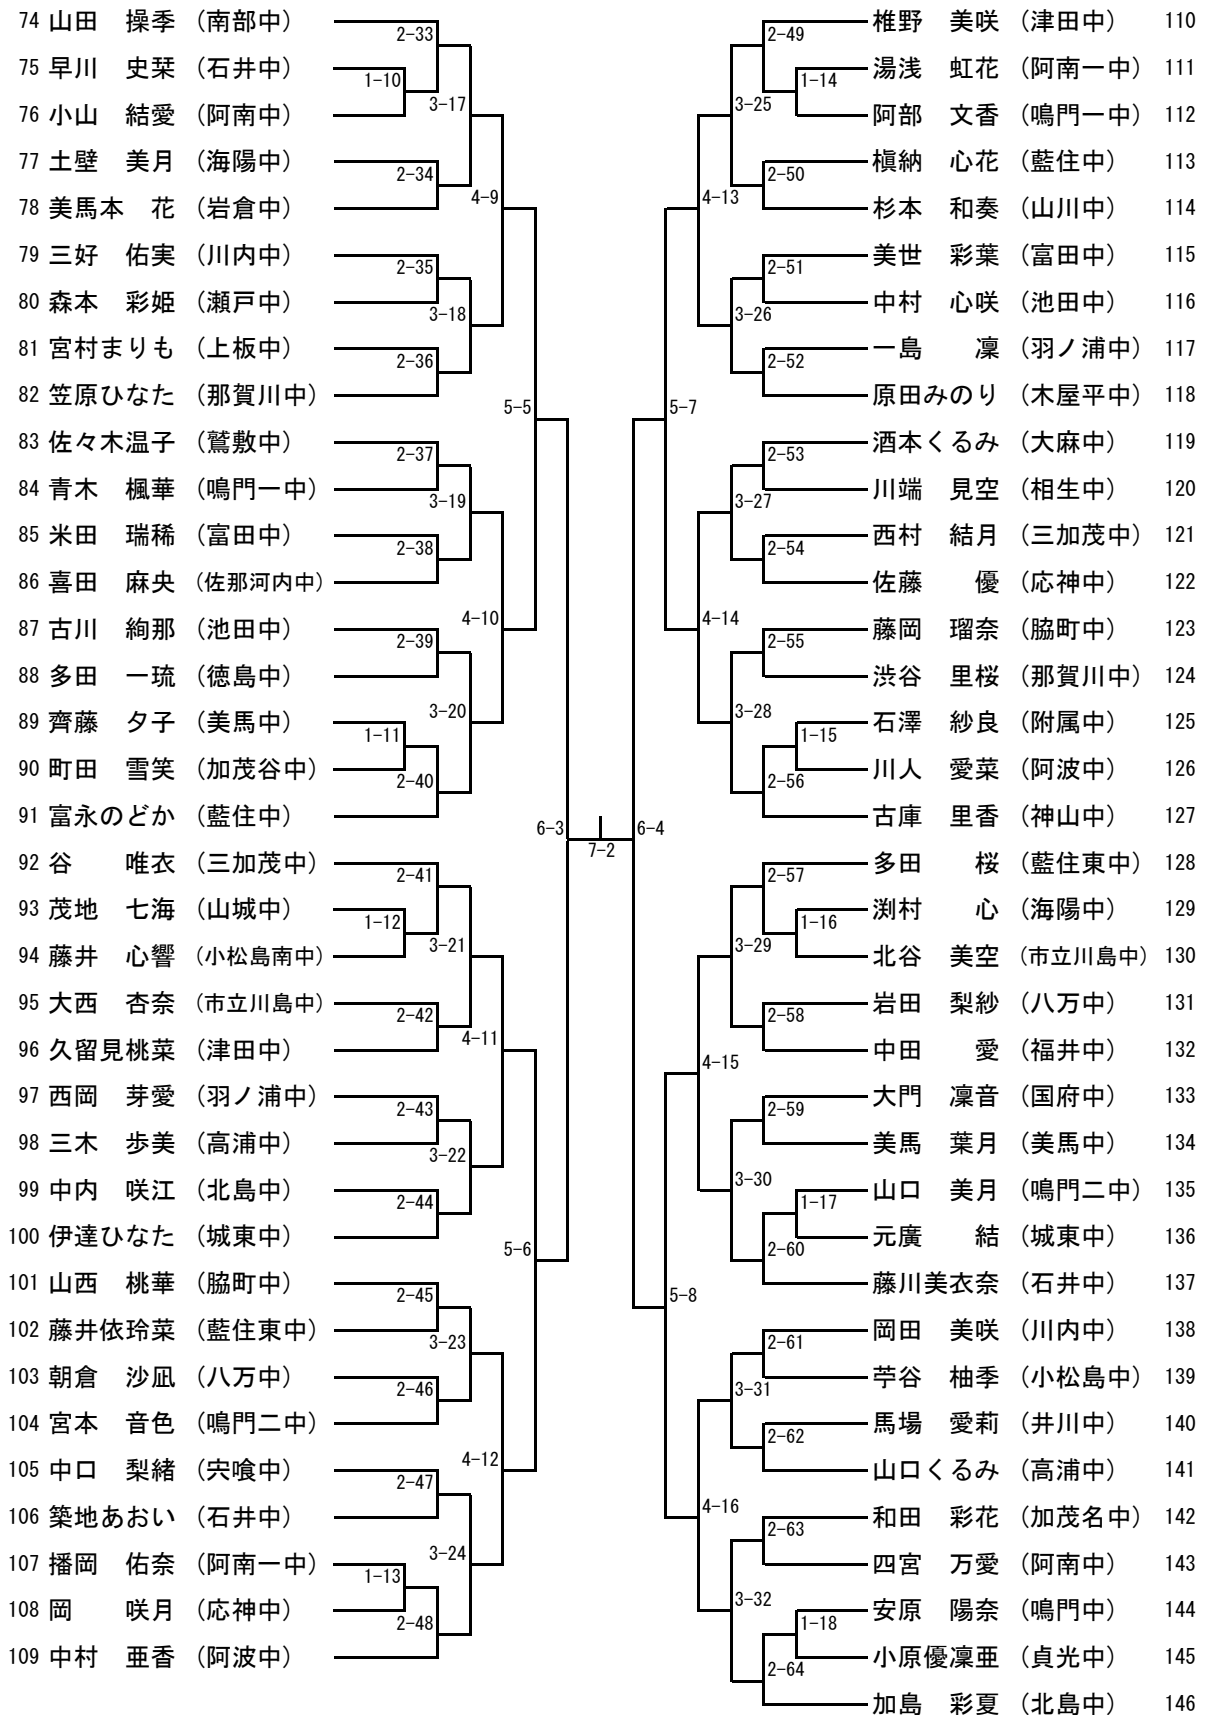 74 山田　操季 （南部中）
75 早川　史栞 （石井中）
76 小山　結愛 （阿南中）
77 土壁　美月 （海陽中）
78 美馬本　花 （岩倉中）
79 三好　佑実 （川内中）
80 森本　彩姫 （瀬戸中）
81 宮村まりも （上板中）
82 笠原ひなた （那賀川中）
83 佐々木温子 （鷲敷中）
84 青木　楓華 （鳴門一中）
85 米田　瑞稀 （富田中）
86 喜田　麻央 （佐那河内中）
87 古川　絢那 （池田中）
88 多田　一琉 （徳島中）
89 齊藤　夕子 （美馬中）
90 町田　雪笑 （加茂谷中）
91 富永のどか （藍住中）
92 谷　　唯衣 （三加茂中）
93 茂地　七海 （山城中）
94 藤井　心響 （小松島南中）
95 大西　杏奈 （市立川島中）
96 久留見桃菜 （津田中）
97 西岡　芽愛 （羽ノ浦中）
98 三木　歩美 （高浦中）
99 中内　咲江 （北島中）
100 伊達ひなた （城東中）
101 山西　桃華 （脇町中）
102 藤井依玲菜 （藍住東中）
103 朝倉　沙凪 （八万中）
104 宮本　音色 （鳴門二中）
105 中口　梨緒 （宍喰中）
106 築地あおい （石井中）
107 播岡　佑奈 （阿南一中）
108 岡　　咲月 （応神中）
109 中村　亜香 （阿波中）
2-33
1-10
3-17
2-34
4-9
2-35
3-18
2-36
5-5
2-37
3-19
2-38
4-10
2-39
3-20
1-11
2-40
6-3
2-41
1-12
3-21
2-42
4-11
2-43
3-22
2-44
5-6
2-45
3-23
2-46
4-12
2-47
3-24
1-13
2-48
7-2
2-49
1-14
3-25
2-50
4-13
2-51
3-26
2-52
5-7
2-53
3-27
2-54
4-14
2-55
3-28
1-15
2-56
6-4
2-57
1-16
3-29
2-58
4-15
2-59
3-30
1-17
2-60
5-8
2-61
3-31
2-62
4-16
2-63
3-32
1-18
2-64
椎野　美咲 （津田中） 110
湯浅　虹花 （阿南一中） 111
阿部　文香 （鳴門一中） 112
槇納　心花 （藍住中） 113
杉本　和奏 （山川中） 114
美世　彩葉 （富田中） 115
中村　心咲 （池田中） 116
一島　　凜 （羽ノ浦中） 117
原田みのり （木屋平中） 118
酒本くるみ （大麻中） 119
川端　見空 （相生中） 120
西村　結月 （三加茂中） 121
佐藤　　優 （応神中） 122
藤岡　瑠奈 （脇町中） 123
渋谷　里桜 （那賀川中） 124
石澤　紗良 （附属中） 125
川人　愛菜 （阿波中） 126
古庫　里香 （神山中） 127
多田　　桜 （藍住東中） 128
渕村　　心 （海陽中） 129
北谷　美空 （市立川島中） 130
岩田　梨紗 （八万中） 131
中田　　愛 （福井中） 132
大門　凜音 （国府中） 133
美馬　葉月 （美馬中） 134
山口　美月 （鳴門二中） 135
元廣　　結 （城東中） 136
藤川美衣奈 （石井中） 137
岡田　美咲 （川内中） 138
苧谷　柚季 （小松島中） 139
馬場　愛莉 （井川中） 140
山口くるみ （高浦中） 141
和田　彩花 （加茂名中） 142
四宮　万愛 （阿南中） 143
安原　陽奈 （鳴門中） 144
小原優凜亜 （貞光中） 145
加島　彩夏 （北島中） 146